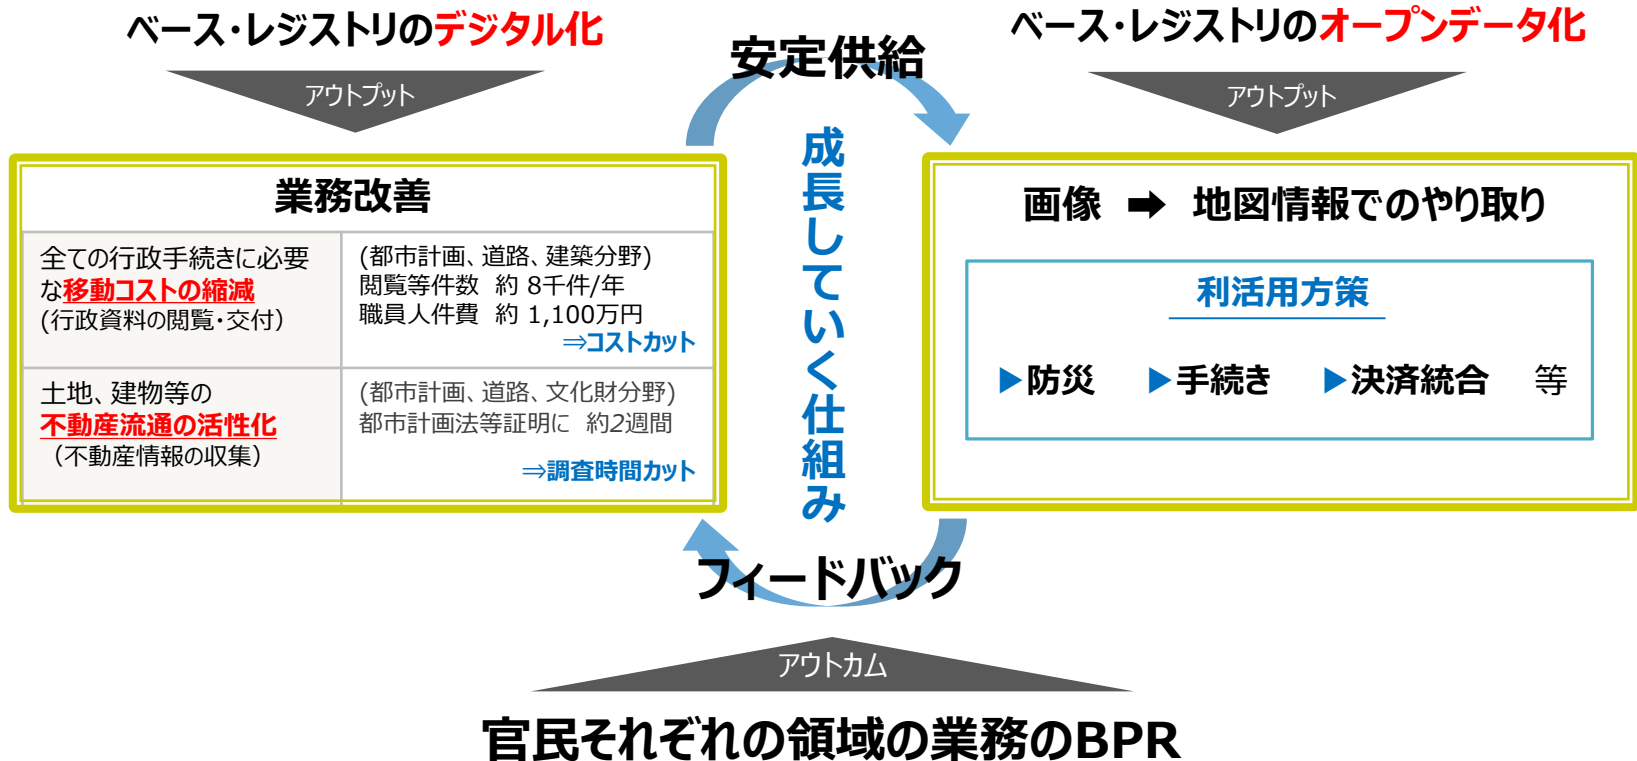 ベース・レジストリのデジタル化
アウトプット
業務改善
全ての行政手続きに必要
な移動コストの縮減
(行政資料の閲覧・交付)
(都市計画、道路、建築分野)
閲覧等件数 約 8千件/年
職員人件費 約 1,100万円
⇒コストカット
土地、建物等の
不動産流通の活性化
(不動産情報の収集)
(都市計画、道路、文化財分野)
都市計画法等証明に 約2週間
⇒調査時間カット
安定供給
成長していく仕組み
フィードバック
ベース・レジストリのオープンデータ化
アウトプット
画像 ➡ 地図情報でのやり取り
利活用方策
▶防災 ▶手続き ▶決済統合 等
アウトカム
官民それぞれの領域の業務のBPR